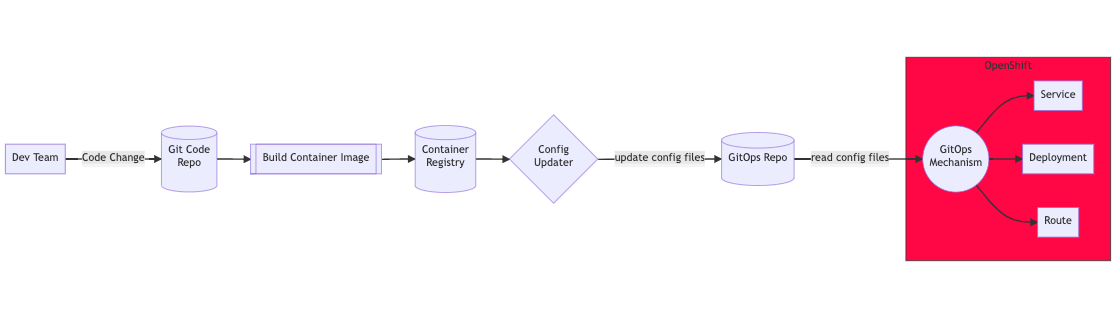 Dev Team
Code Change
Git Code
Repo
Build Container Image
Container
Registry
Config
Updater
update config files
GitOps Repo
read config files
OpenShift
GitOps
Mechanism
Service
Deployment
Route